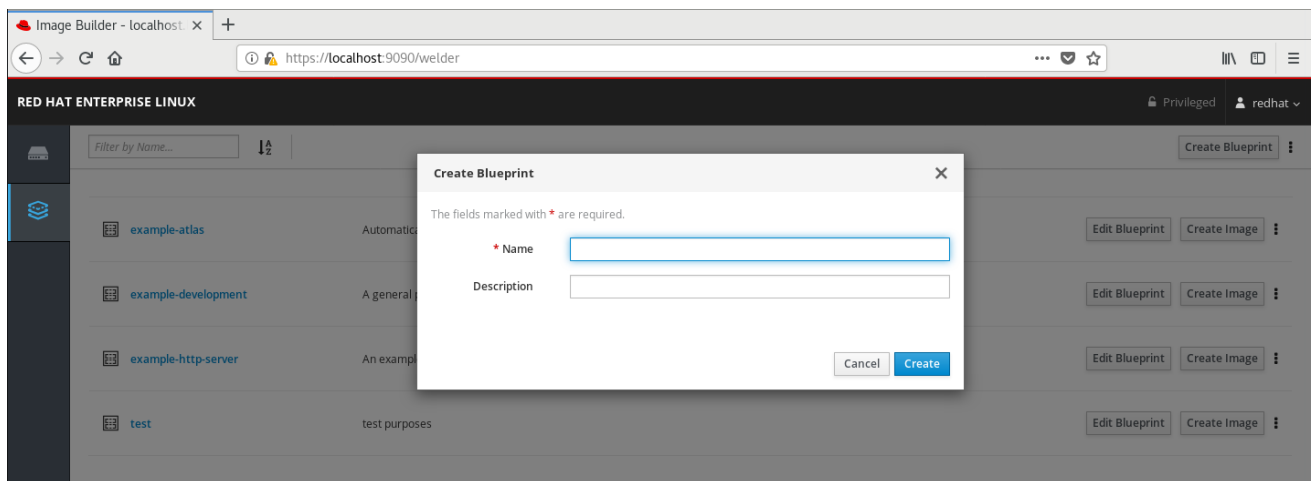 Image Builder - localhost.
https://localhost:9090/welder
RED HAT ENTERPRISE LINUX
Privileged redhat
Filter by Name...
Create Blueprint
Create Blueprint
The fields marked with * are required.
* Name
Description
Cancel Create
example-atlas Automatica Edit Blueprint Create Image
example-development A general p Edit Blueprint Create Image
example-http-server An exampl Edit Blueprint Create Image
test test purposes Edit Blueprint Create Image